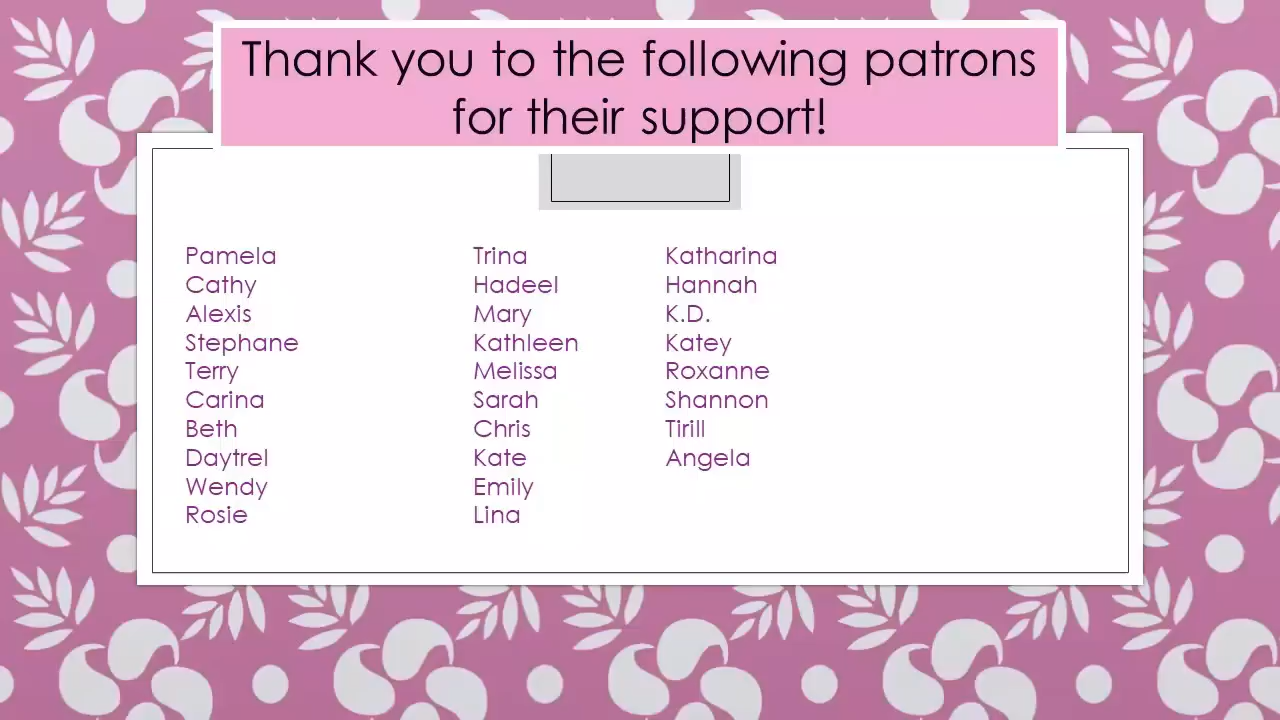 Thank you to the following patrons
for their support!
Pamela
Cathy
Alexis
Stephane
Terry
Carina
Beth
Daytrel
Wendy
Rosie
Trina
Hadeel
Mary
Kathleen
Melissa
Sarah
Chris
Kate
Emily
Lina
Katharina
Hannah
K.D.
Katey
Roxanne
Shannon
Tirill
Angela